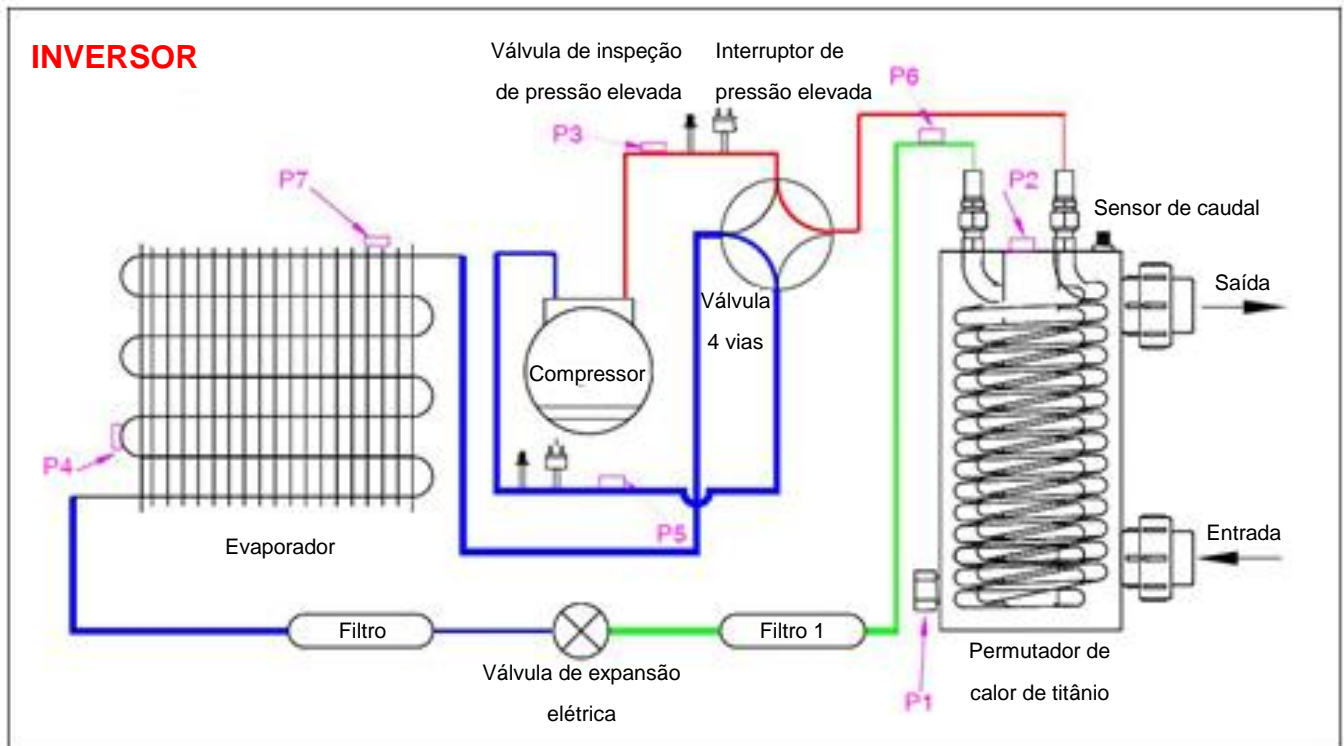 INVERSOR
Válvula de inspeção
de pressão elevada
Interruptor de
pressão elevada
P6
P3
P7
P2
Sensor de caudal
Saída
Válvula
4 vias
Compressor
P4
P5
Entrada
Evaporador
Filtro
Filtro 1
Válvula de expansão
elétrica
Permutador de
calor de titânio
P1